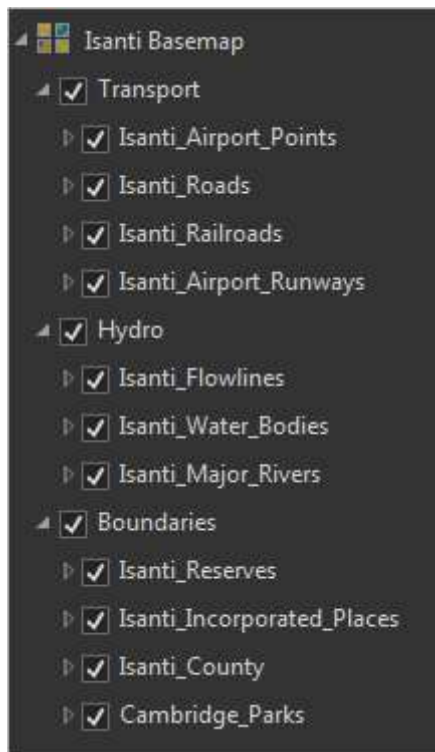 Isanti Basemap
Transport
Isanti_Airport_Points
Isanti_Roads
Isanti_Railroads
Isanti_Airport_Runways
Hydro
Isanti_Flowlines
Isanti_Water_Bodies
Isanti_Major_Rivers
Boundaries
Isanti_Reserves
Isanti_Incorporated_Places
Isanti_County
Cambridge_Parks